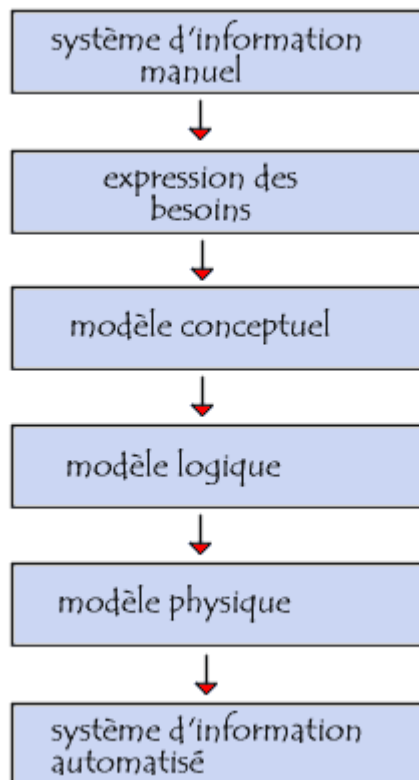 système d'information
manuel
expression des
besoins
modèle conceptuel
modèle logique
modèle physique
système d'information
automatisé